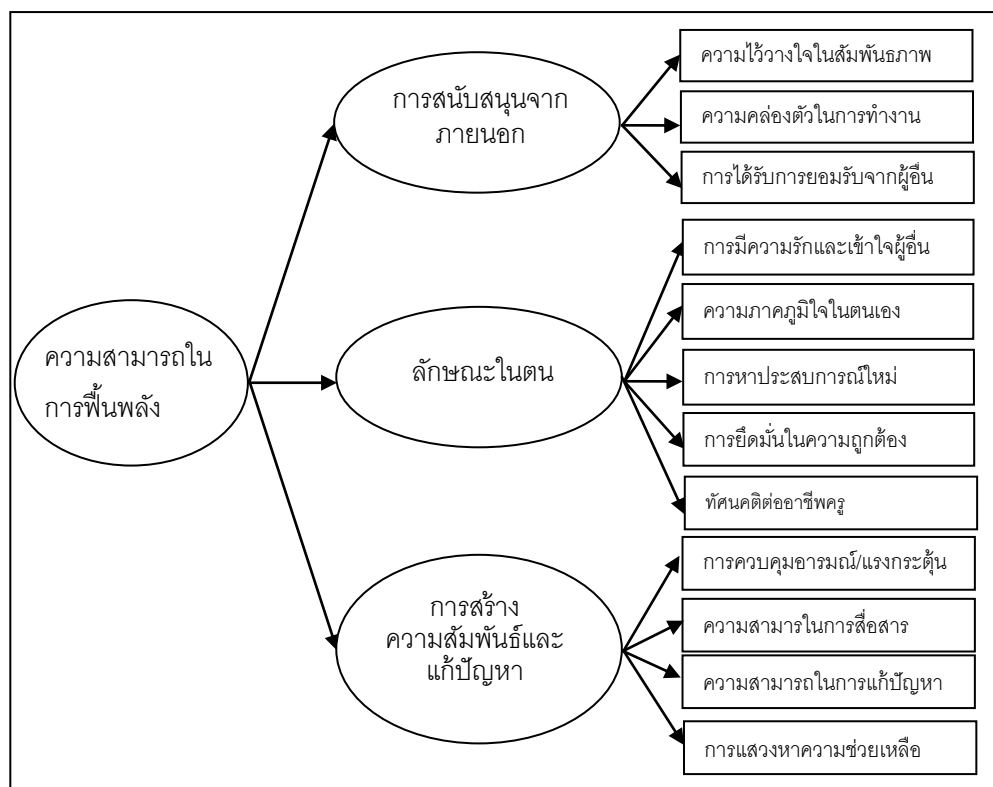 ความสามารถใน
การฟื้นพลัง
การสนับสนุนจาก
ภายนอก
ความไว้วางใจในสัมพันธภาพ
ความคล่องตัวในการทำงาน
การได้รับการยอมรับจากผู้อื่น
ลักษณะในตน
การมีความรักและเข้าใจผู้อื่น
ความภาคภูมิใจในตนเอง
การหาประสบการณ์ใหม่
การยึดมั่นในความถูกต้อง
ทัศนคติต่ออาชีพครู
การสร้าง
ความสัมพันธ์และ
แก้ปัญหา
การควบคุมอารมณ์/แรงกระตุ้น
ความสามารในการสื่อสาร
ความสามารถในการแก้ปัญหา
การแสวงหาความช่วยเหลือ